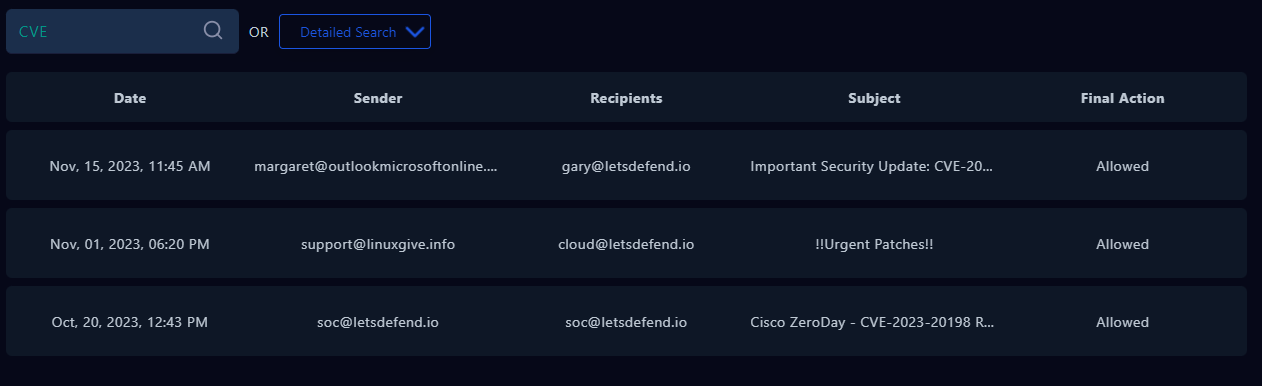 CVE
OR
Detailed Search
Date Sender Recipients Subject Final Action
Nov, 15, 2023, 11:45 AM margaret@outlookmicrosoftonline.... gary@letsdefend.io Important Security Update: CVE-20... Allowed
Nov, 01, 2023, 06:20 PM support@linuxgive.info cloud@letsdefend.io !!Urgent Patches!! Allowed
Oct, 20, 2023, 12:43 PM soc@letsdefend.io soc@letsdefend.io Cisco ZeroDay - CVE-2023-20198 R... Allowed